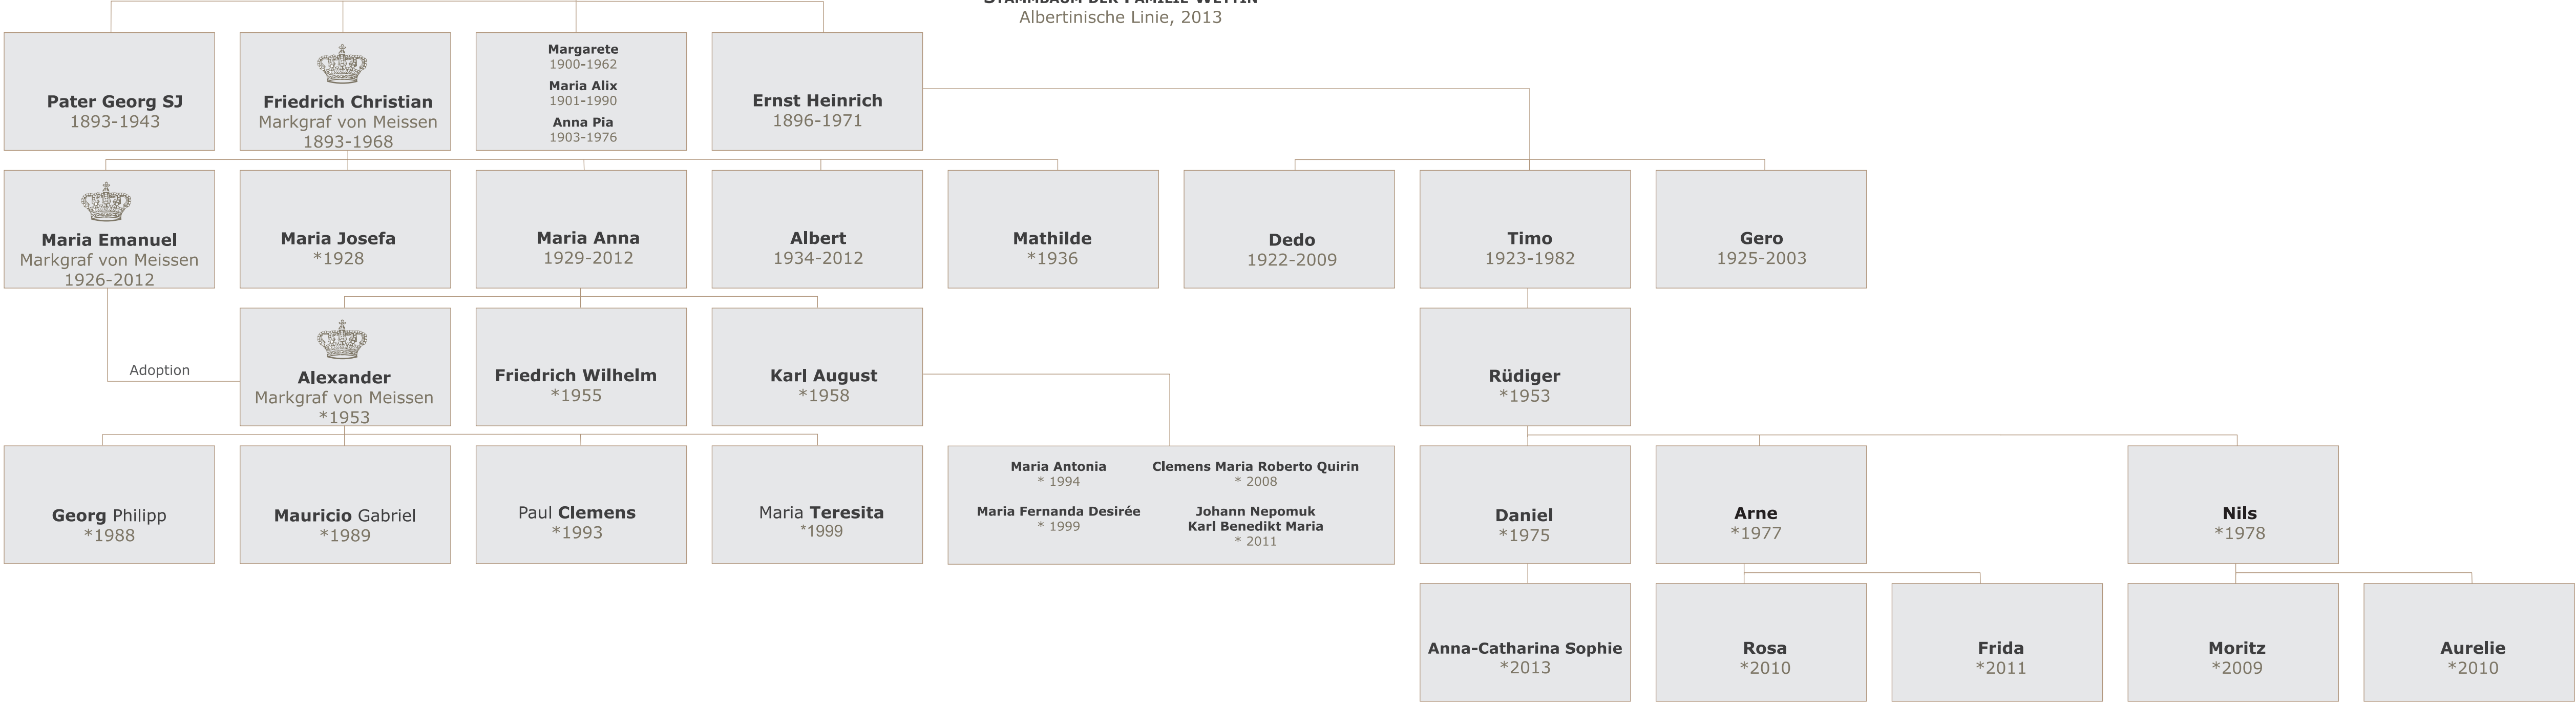 STAMMBAUM DER FAMILIE WETTIN
Albertinische Linie, 2013
Pater Georg SJ
1893-1943
Friedrich Christian
Markgraf von Meissen
1893-1968
Margarete
1900-1962
Maria Alix
1901-1990
Anna Pia
1903-1976
Ernst Heinrich
1896-1971
Maria Emanuel
Markgraf von Meissen
1926-2012
Maria Josefa
*1928
Maria Anna
1929-2012
Albert
1934-2012
Mathilde
*1936
Dedo
1922-2009
Timo
1923-1982
Gero
1925-2003
Adoption
Alexander
Markgraf von Meissen
*1953
Friedrich Wilhelm
*1955
Karl August
*1958
Rüdiger
*1953
Georg Philipp
*1988
Mauricio Gabriel
*1989
Paul Clemens
*1993
Maria Teresita
*1999
Maria Antonia
* 1994
Maria Fernanda Desirée
* 1999
Clemens Maria Roberto Quirin
* 2008
Johann Nepomuk
Karl Benedikt Maria
* 2011
Daniel
*1975
Arne
*1977
Nils
*1978
Anna-Catharina Sophie
*2013
Rosa
*2010
Frida
*2011
Moritz
*2009
Aurelie
*2010